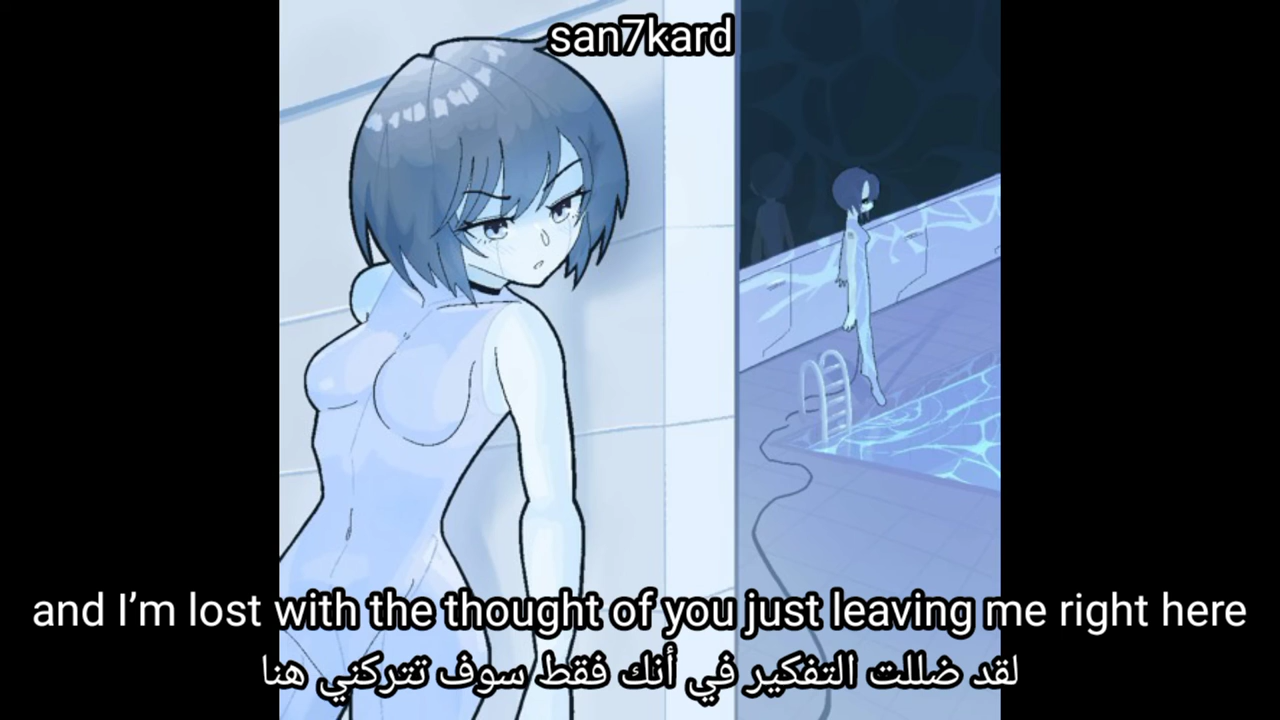 san7kard
and I’m lost with the thought of you just leaving me right here
لقد ضللت التفكير في أنك فقط سوف تتركني هنا